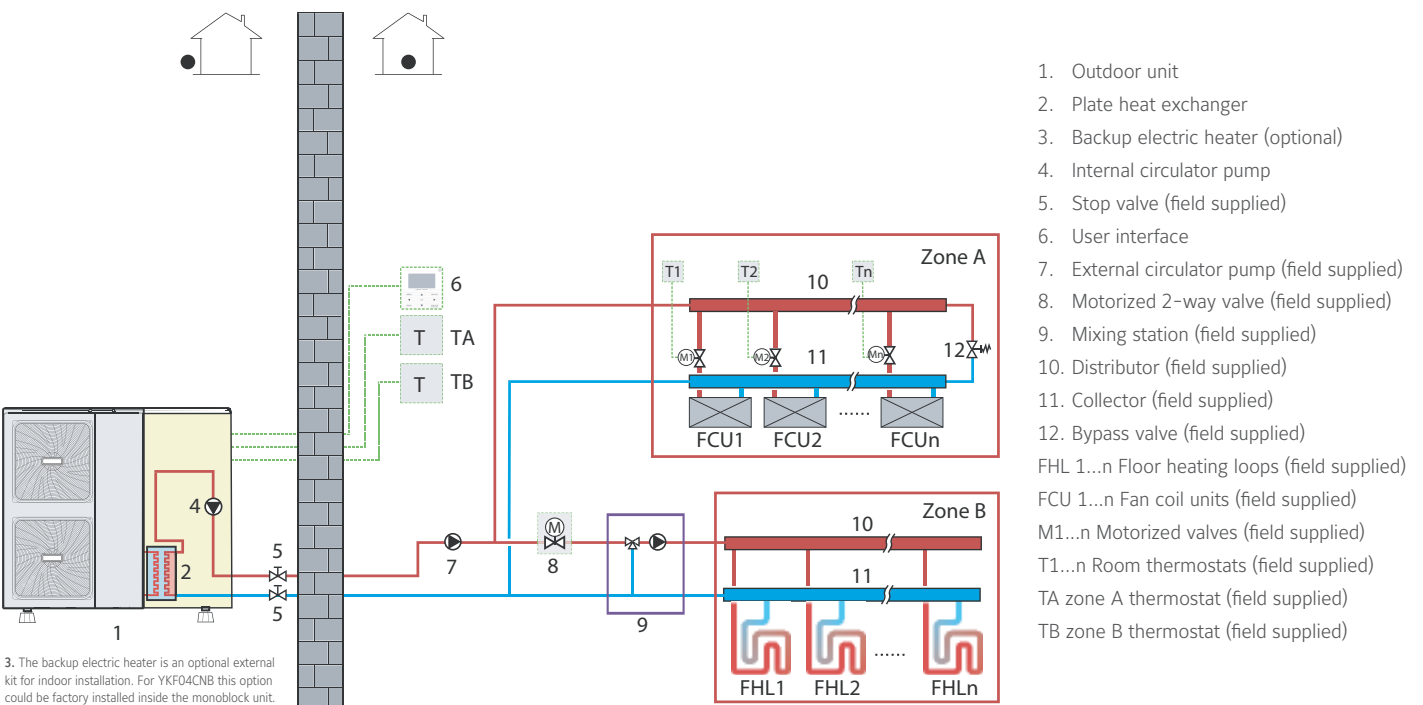 Zone A
T1
T2
Tn
10
6
T
TA
M1
M2
Mn
11
12
T
TB
FCU1
FCU2
......
FCUn
4
2
5
5
1
7
M
8
9
Zone B
10
11
......
FHL1
FHL2
FHLn
3. The backup electric heater is an optional external
kit for indoor installation. For YKF04CNB this option
could be factory installed inside the monoblock unit.
1. Outdoor unit
2. Plate heat exchanger
3. Backup electric heater (optional)
4. Internal circulator pump
5. Stop valve (field supplied)
6. User interface
7. External circulator pump (field supplied)
8. Motorized 2-way valve (field supplied)
9. Mixing station (field supplied)
10. Distributor (field supplied)
11. Collector (field supplied)
12. Bypass valve (field supplied)
FHL 1...n Floor heating loops (field supplied)
FCU 1...n Fan coil units (field supplied)
M1...n Motorized valves (field supplied)
T1...n Room thermostats (field supplied)
TA zone A thermostat (field supplied)
TB zone B thermostat (field supplied)